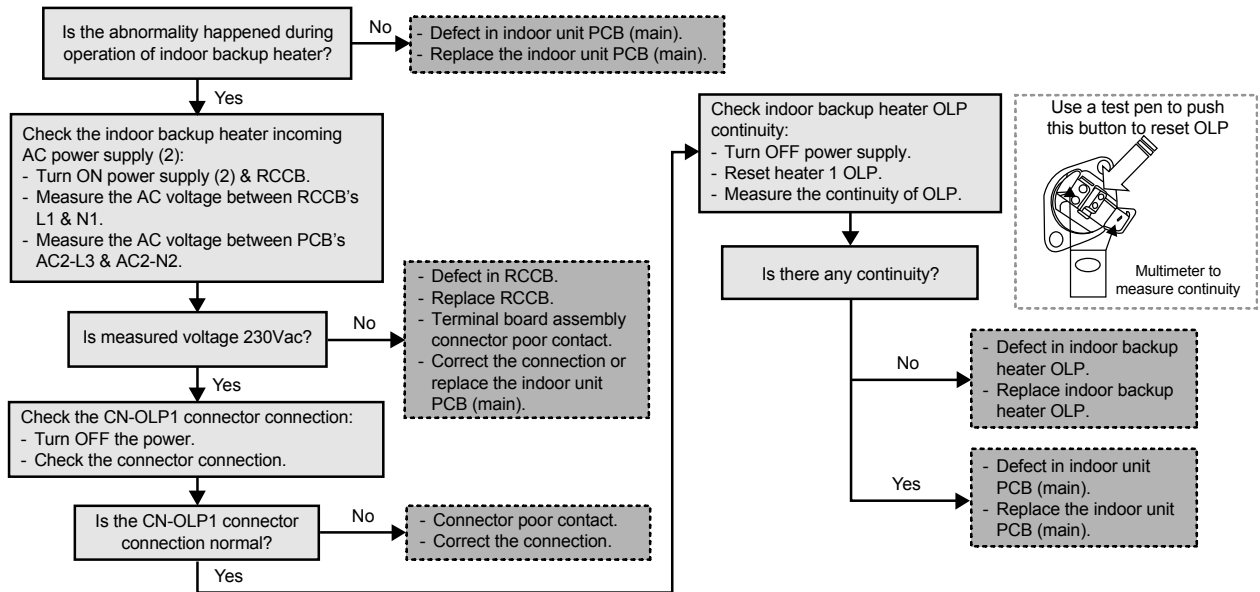 Is the abnormality happened during
operation of indoor backup heater?
No
- Defect in indoor unit PCB (main).
- Replace the indoor unit PCB (main).
Yes
Check the indoor backup heater incoming
AC power supply (2):
- Turn ON power supply (2) & RCCB.
- Measure the AC voltage between RCCB's
L1 & N1.
- Measure the AC voltage between PCB's
AC2-L3 & AC2-N2.
Is measured voltage 230Vac?
No
- Defect in RCCB.
- Replace RCCB.
- Terminal board assembly
connector poor contact.
- Correct the connection or
replace the indoor unit
PCB (main).
Yes
Check the CN-OLP1 connector connection:
- Turn OFF the power.
- Check the connector connection.
Is the CN-OLP1 connector
connection normal?
No
- Connector poor contact.
- Correct the connection.
Yes
Check indoor backup heater OLP
continuity:
- Turn OFF power supply.
- Reset heater 1 OLP.
- Measure the continuity of OLP.
Is there any continuity?
No
- Defect in indoor backup
heater OLP.
- Replace indoor backup
heater OLP.
Yes
- Defect in indoor unit
PCB (main).
- Replace the indoor unit
PCB (main).
Use a test pen to push
this button to reset OLP
Multimeter to
measure continuity